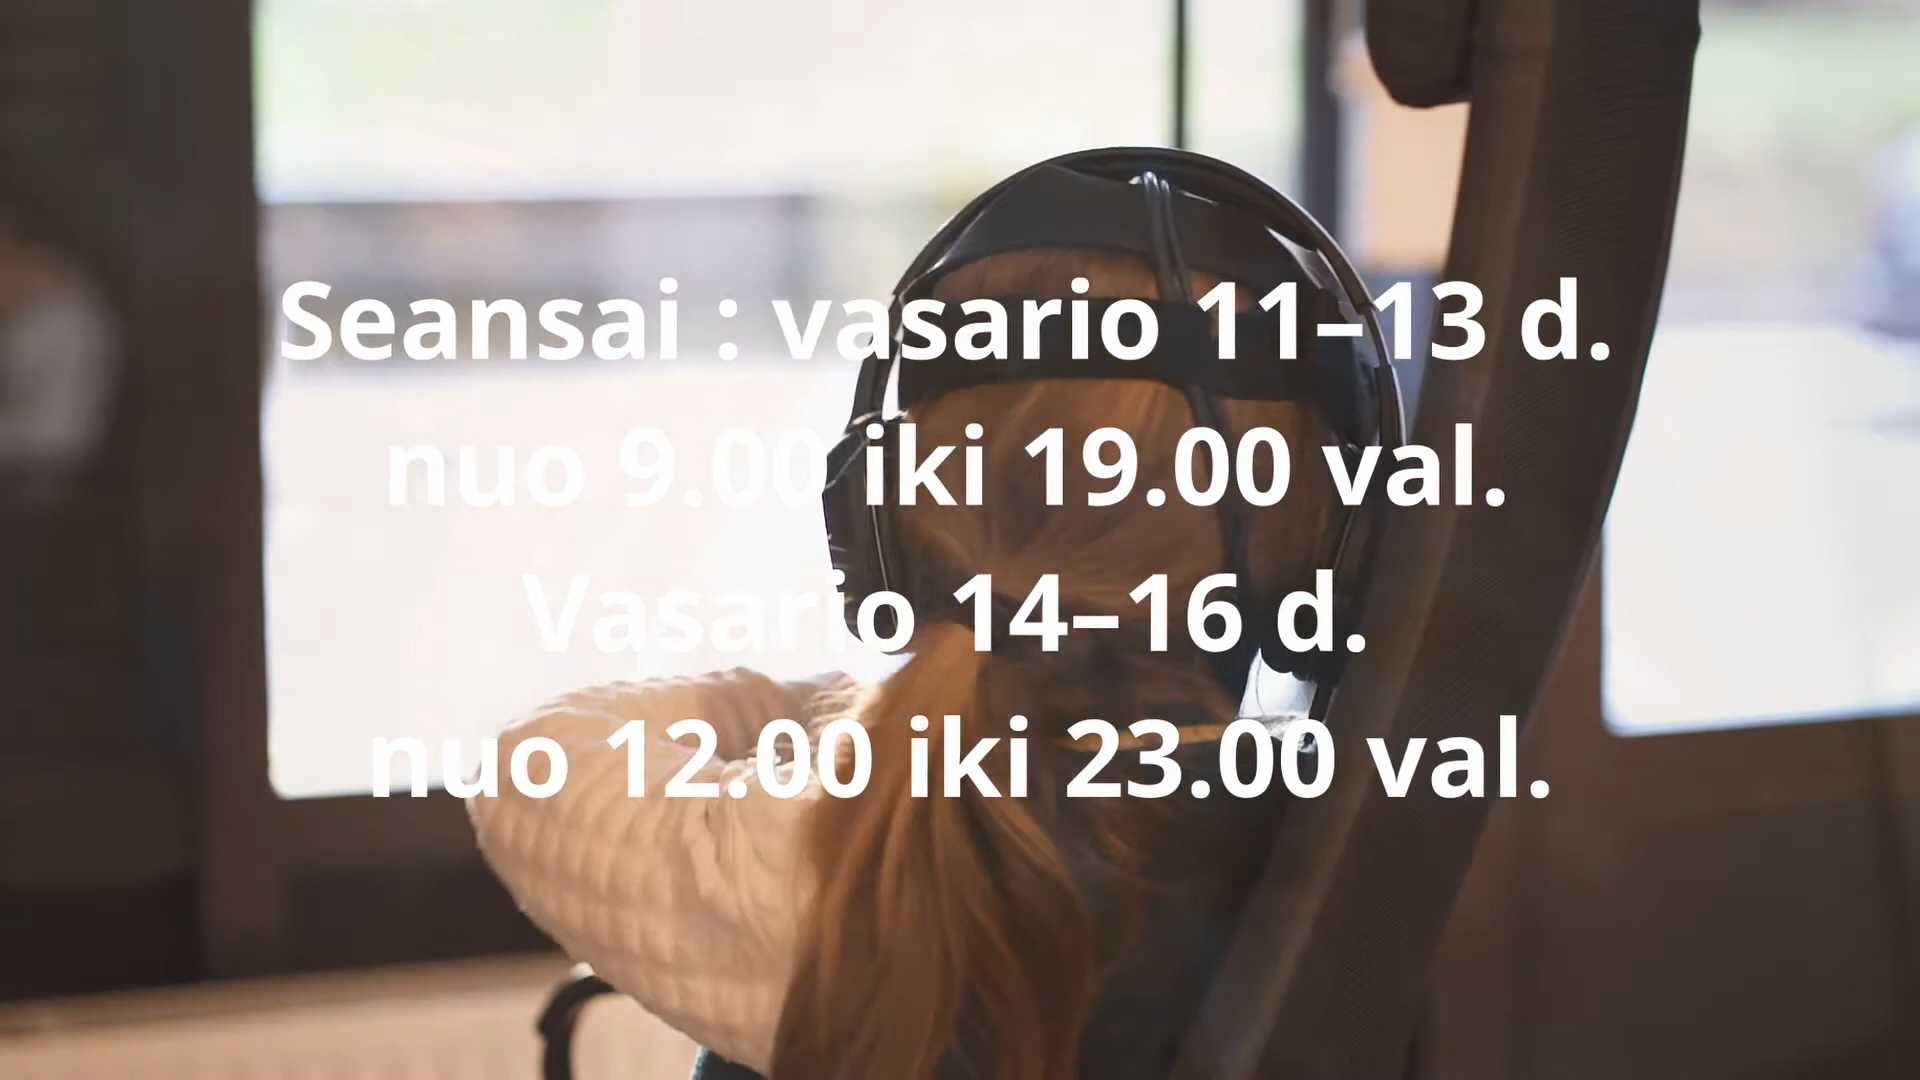 Seansai : vasario 11–13 d.
nuo 9.00 iki 19.00 val.
Vasario 14–16 d.
nuo 12.00 iki 23.00 val.